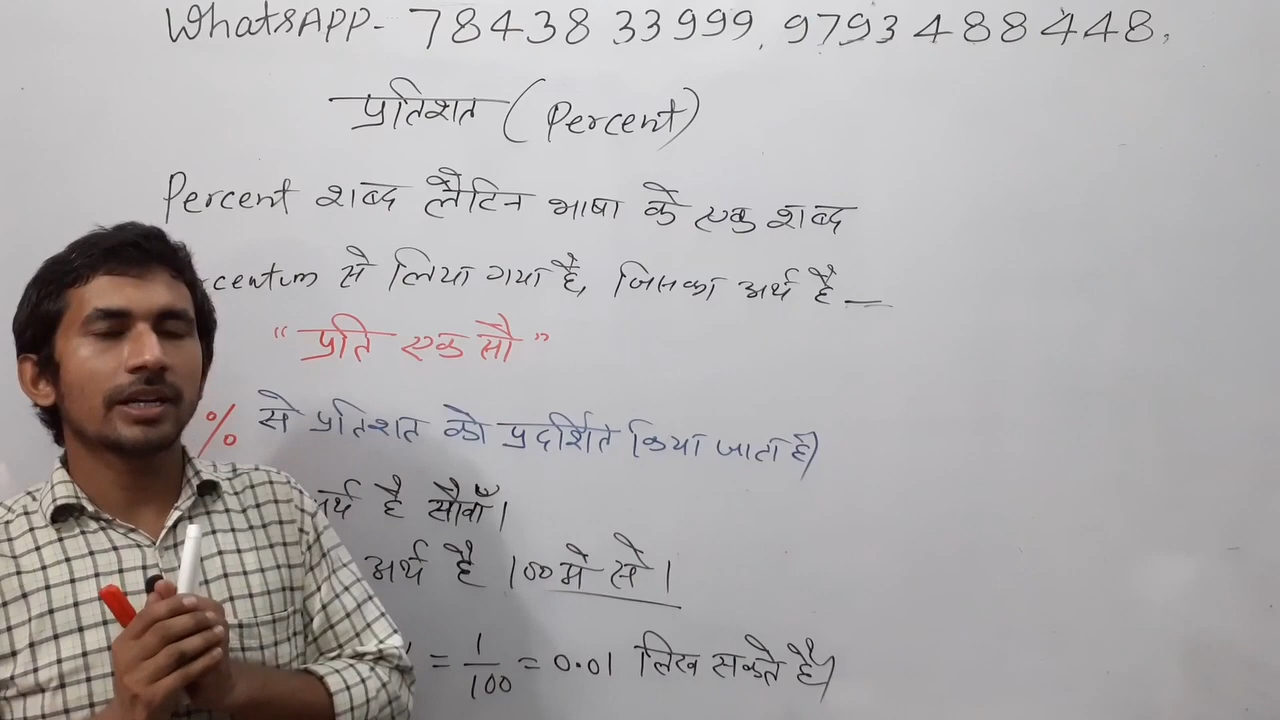 WhatsAPP- 78438 33999, 9793488448,
प्रतिशत (Percent)
Percent शब्द लैटिन भाषा के एक शब्द
centum से लिया गया है, जिसका अर्थ है —
“प्रति एक सौ”
% से प्रतिशत को प्रदर्शित किया जाता है।
अर्थ है सौवाँ।
अर्थ है 100 में से।
= 1/100 = 0.01 लिख सकते हैं।